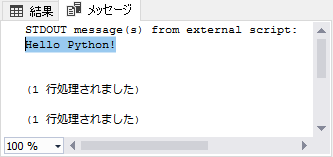 結果 メッセージ
STDOUT message(s) from external script:
Hello Python!
(1 行処理されました)
(1 行処理されました)
100 %